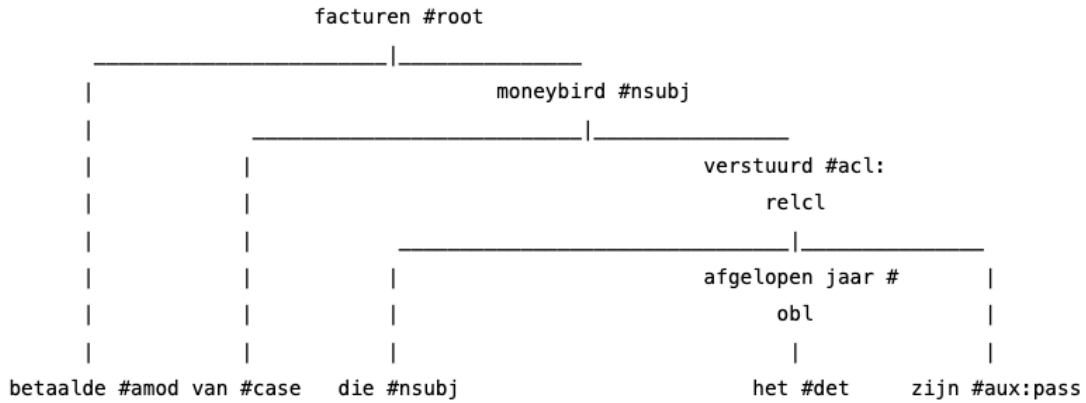 facturen #root
moneybird #nsubj
verstuurd #acl:
relcl
afgelopen jaar #
obl
betaalde #amod van #case die #nsubj het #det zijn #aux:pass